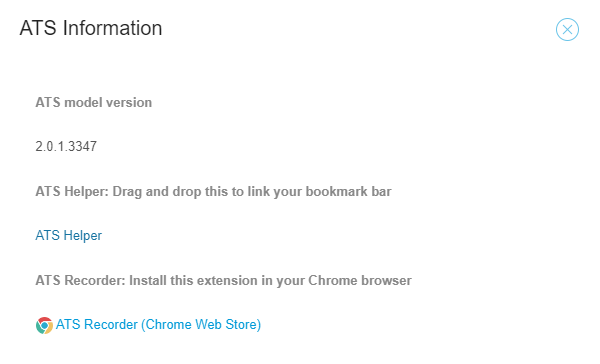 ATS Information
ATS model version
2.0.1.3347
ATS Helper: Drag and drop this to link your bookmark bar
ATS Helper
ATS Recorder: Install this extension in your Chrome browser
ATS Recorder (Chrome Web Store)